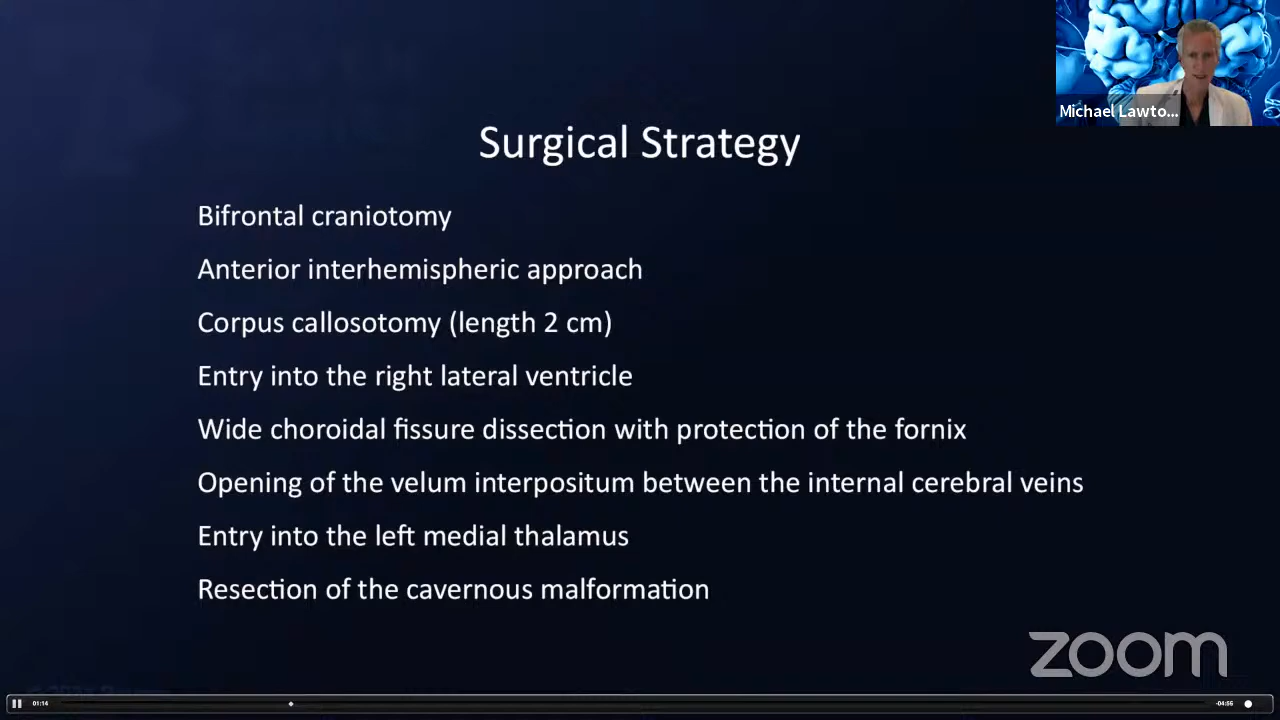 Michael Lawto...
Surgical Strategy
Bifrontal craniotomy
Anterior interhemispheric approach
Corpus callosotomy (length 2 cm)
Entry into the right lateral ventricle
Wide choroidal fissure dissection with protection of the fornix
Opening of the velum interpositum between the internal cerebral veins
Entry into the left medial thalamus
Resection of the cavernous malformation
zoom
01:14
-04:56